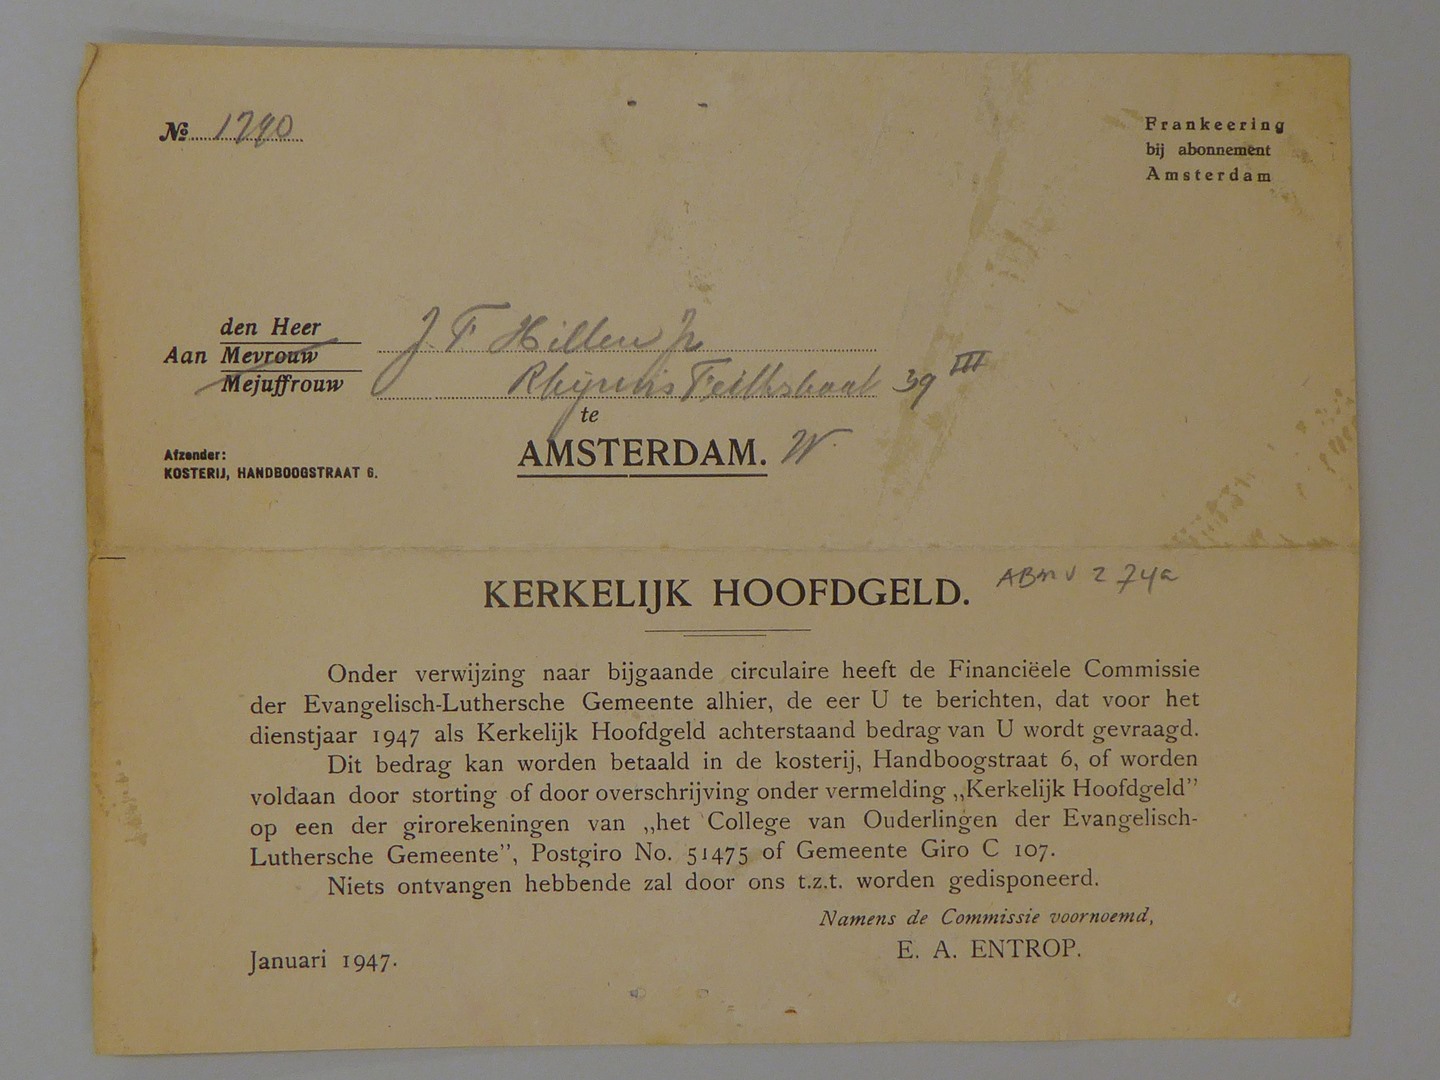 № 1790
Frankeering
bij abonnement
Amsterdam
den Heer
Aan Mevrouw
Mejuffrouw
J. F. Hillen Jr
Rhijnvis Feithstraat 39 III
te
AMSTERDAM. W.
Afzender:
KOSTERIJ, HANDBOOGSTRAAT 6.
KERKELIJK HOOFDGELD.
Onder verwijzing naar bijgaande circulaire heeft de Financiëele Commissie
der Evangelisch-Luthersche Gemeente alhier, de eer U te berichten, dat voor het
dienstjaar 1947 als Kerkelijk Hoofdgeld achterstaand bedrag van U wordt gevraagd.
Dit bedrag kan worden betaald in de kosterij, Handboogstraat 6, of worden
voldaan door storting of door overschrijving onder vermelding „Kerkelijk Hoofdgeld”
op een der girorekeningen van „het College van Ouderlingen der Evangelisch-
Luthersche Gemeente”, Postgiro No. 51475 of Gemeente Giro C 107.
Niets ontvangen hebbende zal door ons t.z.t. worden gedisponeerd.
Namens de Commissie voornoemd,
E. A. ENTROP.
Januari 1947.